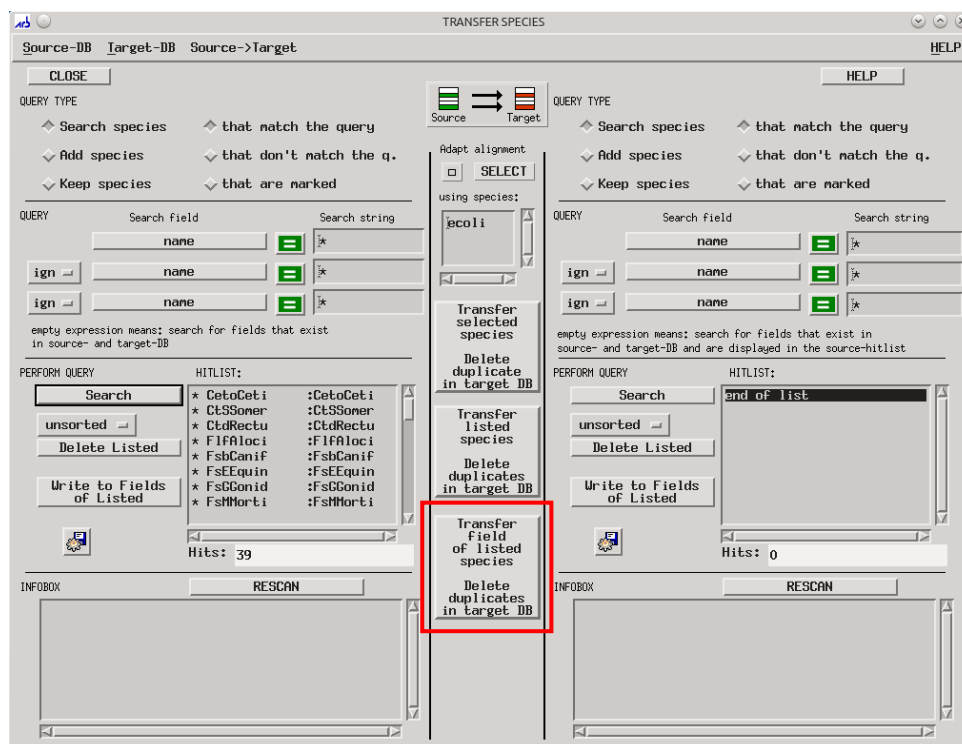 ARB
TRANSFER SPECIES
Source-DB Target-DB Source->Target HELP
CLOSE
QUERY TYPE
Search species that match the query
Add species that don't match the q.
Keep species that are marked
QUERY Search field Search string
name = *
ign name = *
ign name = *
empty expression means: search for fields that exist
in source- and target-DB
PERFORM QUERY HITLIST:
Search
unsorted
Delete Listed
Write to Fields
of Listed
* CetoCeti :CetoCeti
* CtSSomer :CtSSomer
* CtdRectu :CtdRectu
* FlfAloci :FlfAloci
* FsbCanif :FsbCanif
* FsEEquin :FsEEquin
* FsGGonid :FsGGonid
* FsMMorti :FsMMorti
Hits: 39
INFOBOX RESCAN
Source Target
Adapt alignment
SELECT
using species:
ecoli
Transfer
selected
species
Delete
duplicate
in target DB
Transfer
listed
species
Delete
duplicates
in target DB
Transfer
field
of listed
species
Delete
duplicates
in target DB
HELP
QUERY TYPE
Search species that match the query
Add species that don't match the q.
Keep species that are marked
QUERY Search field Search string
name = *
ign name = *
ign name = *
empty expression means: search for fields that exist in
source- and target-DB and are displayed in the source-hitlist
PERFORM QUERY HITLIST:
Search
unsorted
Delete Listed
Write to Fields
of Listed
end of list
Hits: 0
INFOBOX RESCAN